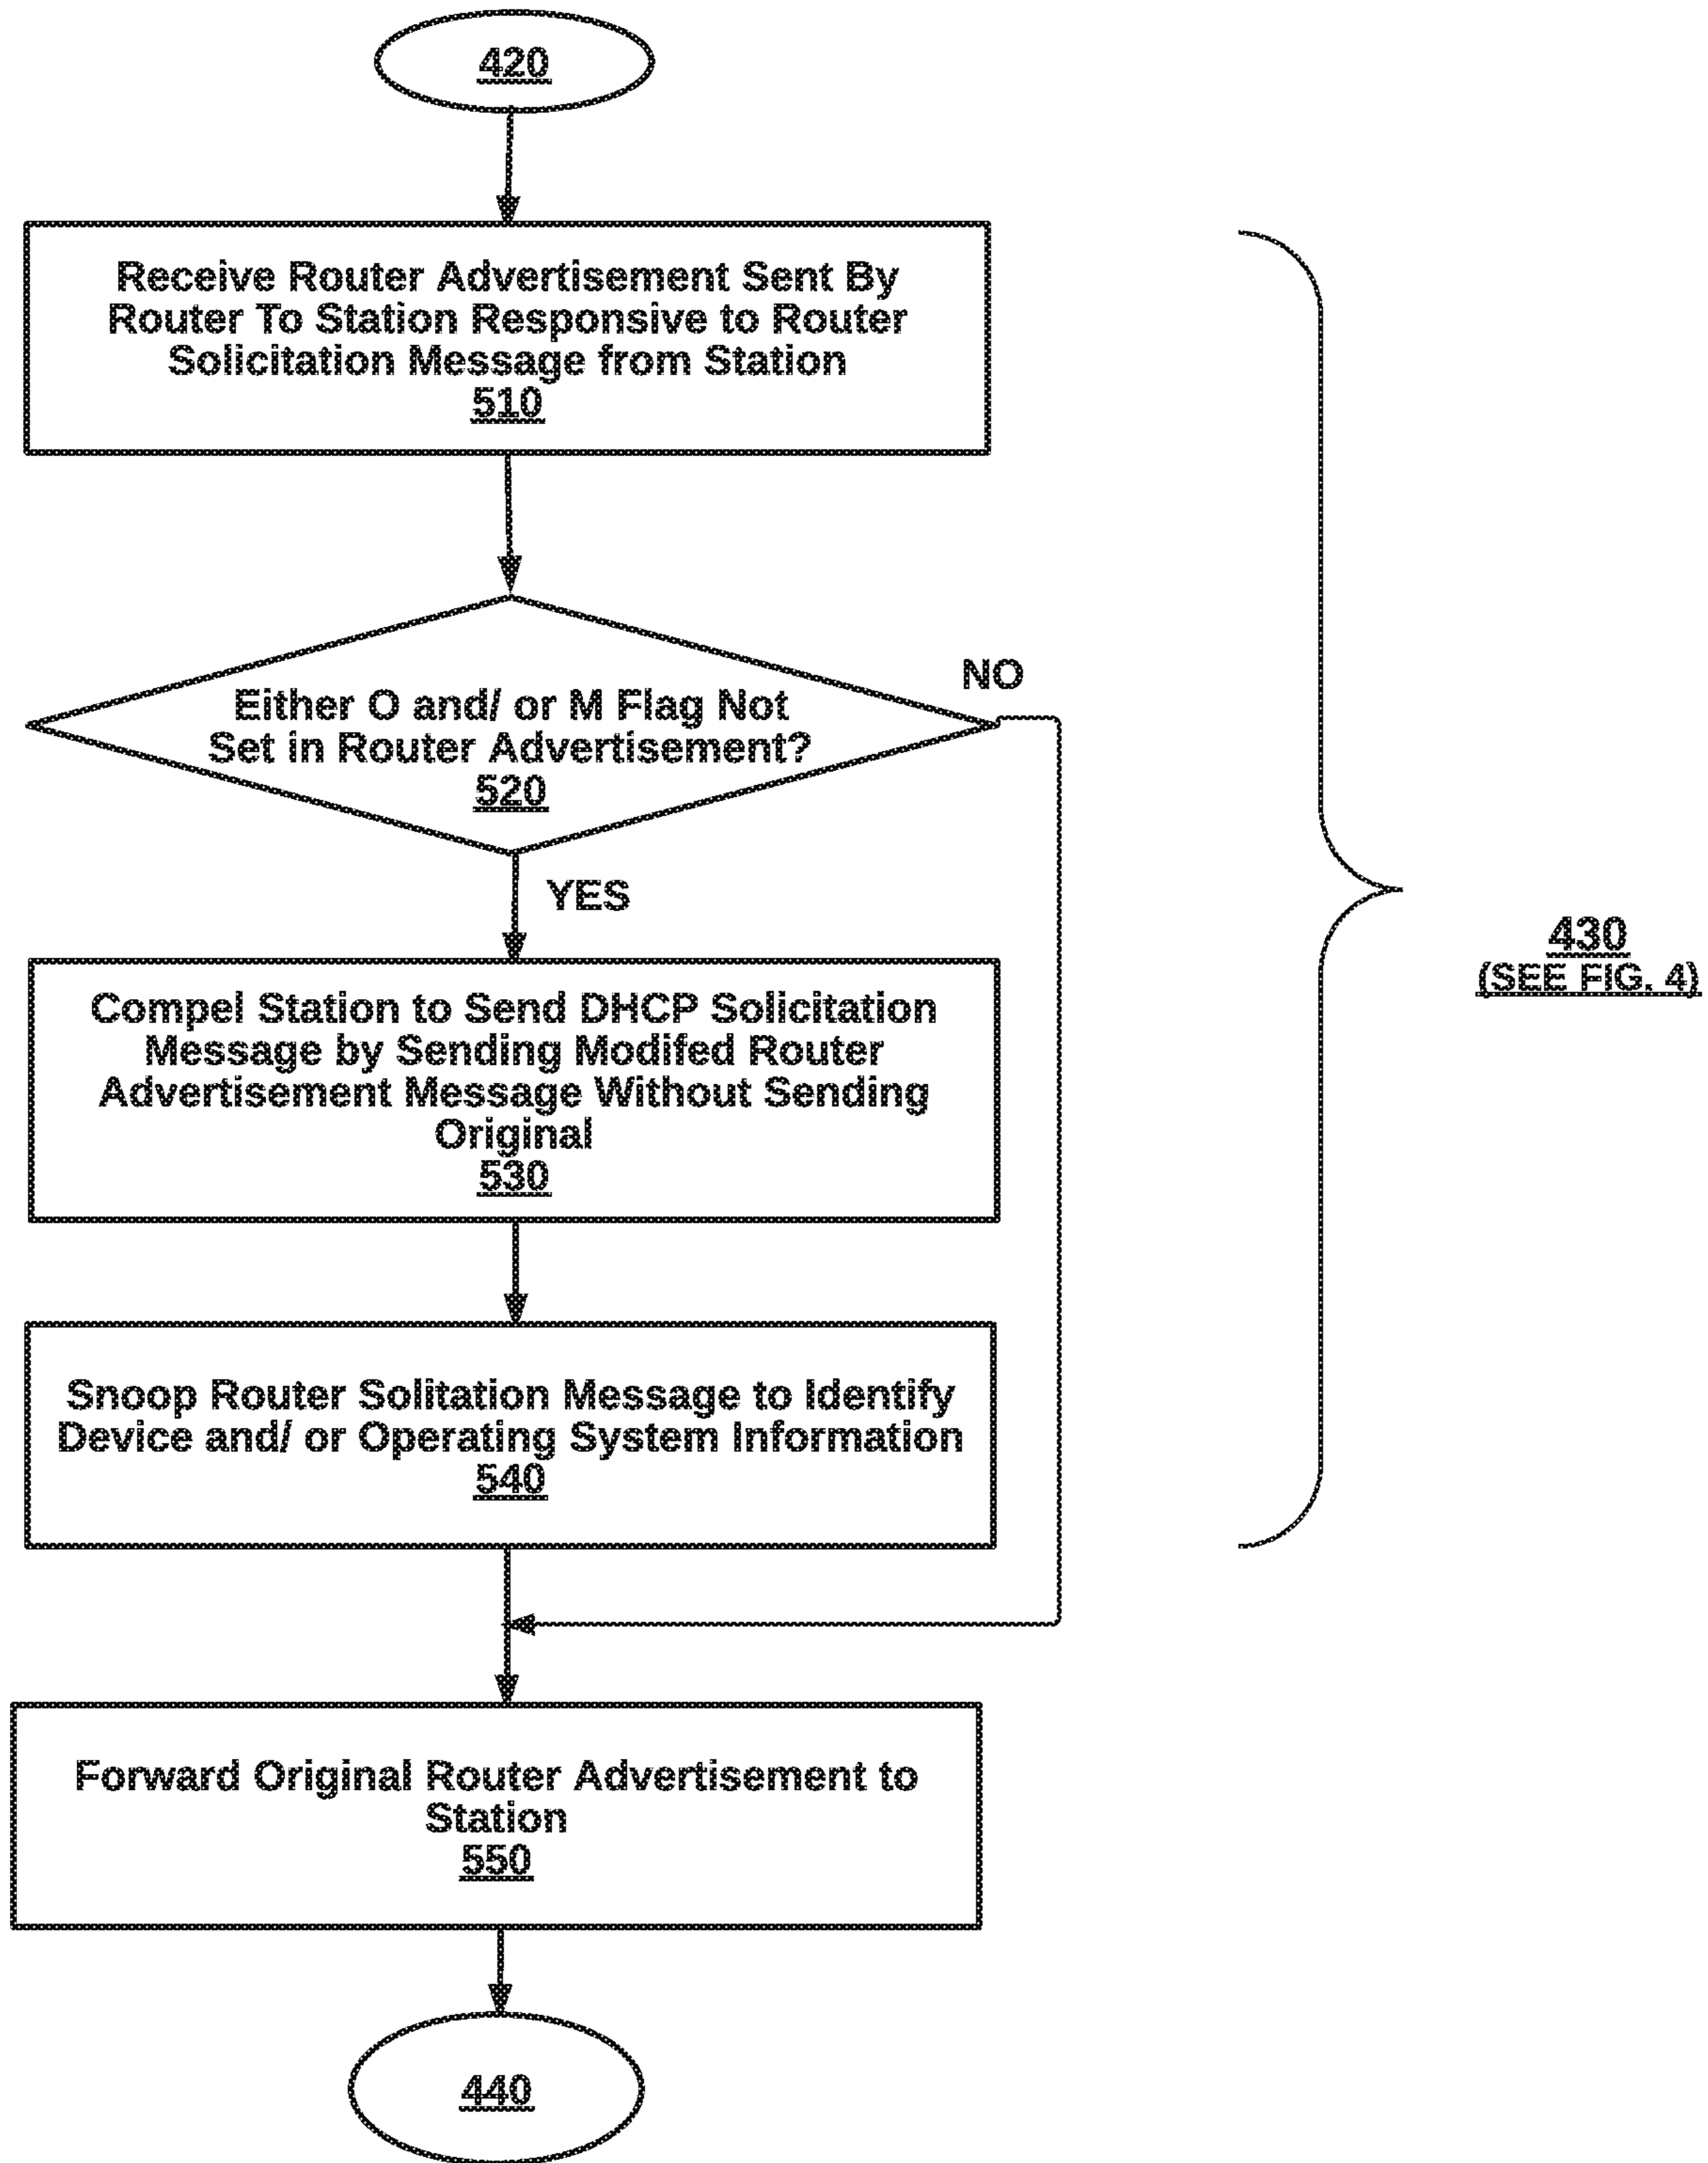 420
Receive Router Advertisement Sent By
Router To Station Responsive to Router
Solicitation Message from Station
510
NO
Either O and/ or M Flag Not
Set in Router Advertisement?
520
YES
Compel Station to Send DHCP Solicitation
Message by Sending Modifed Router
Advertisement Message Without Sending
Original
530
430
(SEE FIG. 4)
Snoop Router Solitation Message to Identify
Device and/ or Operating System Information
540
Forward Original Router Advertisement to
Station
550
440